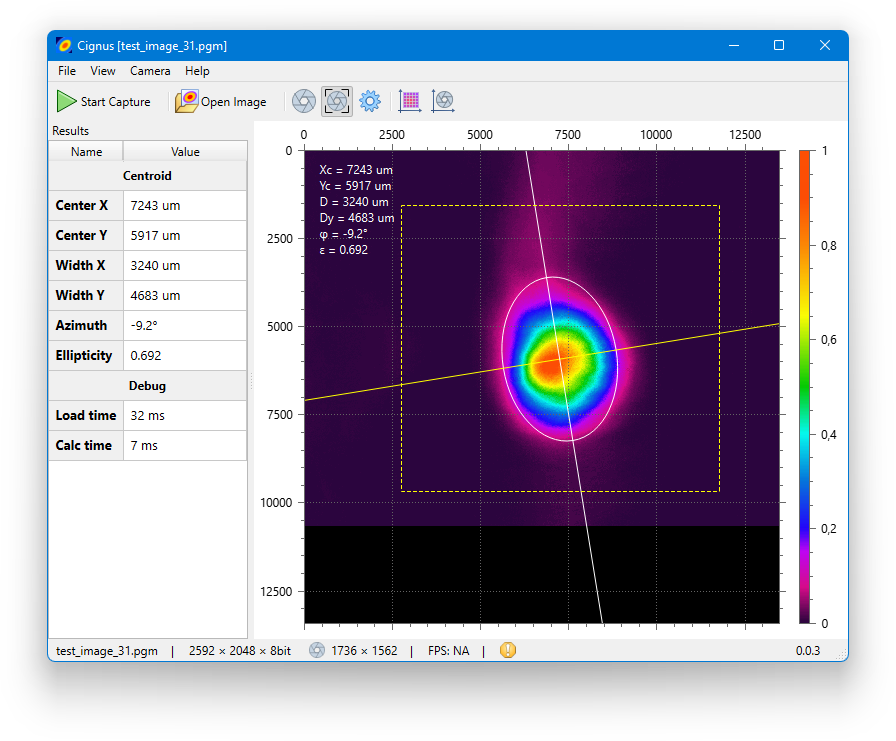 Cignus [test_image_31.pgm]
File View Camera Help
Start Capture Open Image
Results
Name Value
Centroid
Center X 7243 um
Center Y 5917 um
Width X 3240 um
Width Y 4683 um
Azimuth -9.2°
Ellipticity 0.692
Debug
Load time 32 ms
Calc time 7 ms
0 2500 5000 7500 10000 12500
0
2500
5000
7500
10000
12500
Xc = 7243 um
Yc = 5917 um
D = 3240 um
Dy = 4683 um
φ = -9.2°
ε = 0.692
1
0,8
0,6
0,4
0,2
0
test_image_31.pgm | 2592 × 2048 × 8bit 1736 × 1562 | FPS: NA | 0.0.3